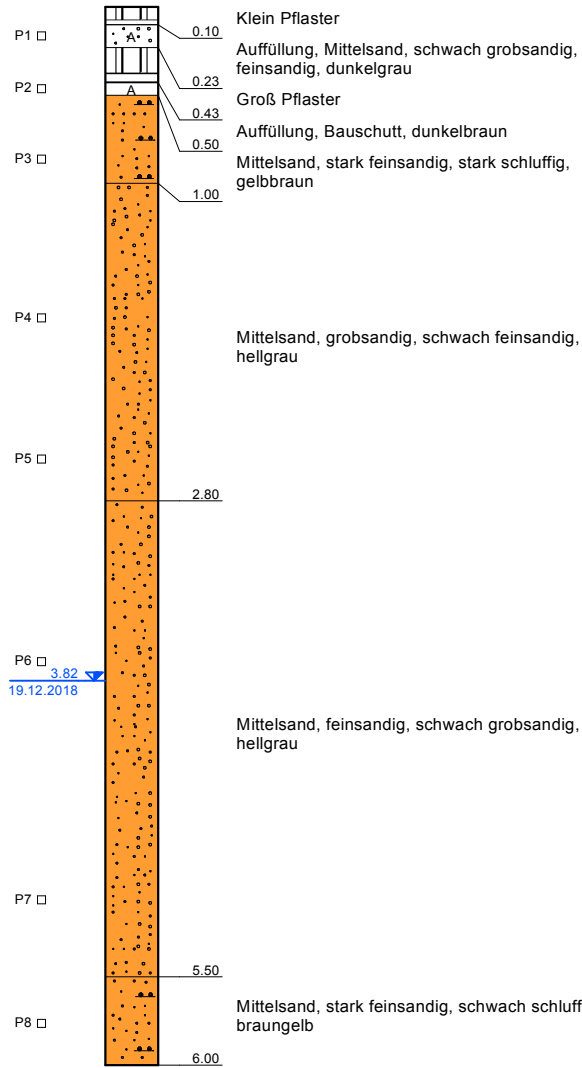 Klein Pflaster
P1
A
0.10
Auffüllung, Mittelsand, schwach grobsandig,
feinsandig, dunkelgrau
0.23
P2
A
Groß Pflaster
0.43
Auffüllung, Bauschutt, dunkelbraun
0.50
P3
Mittelsand, stark feinsandig, stark schluffig,
gelbbraun
1.00
P4
Mittelsand, grobsandig, schwach feinsandig,
hellgrau
P5
2.80
P6
3.82
19.12.2018
Mittelsand, feinsandig, schwach grobsandig,
hellgrau
P7
5.50
Mittelsand, stark feinsandig, schwach schluff
braungelb
P8
6.00